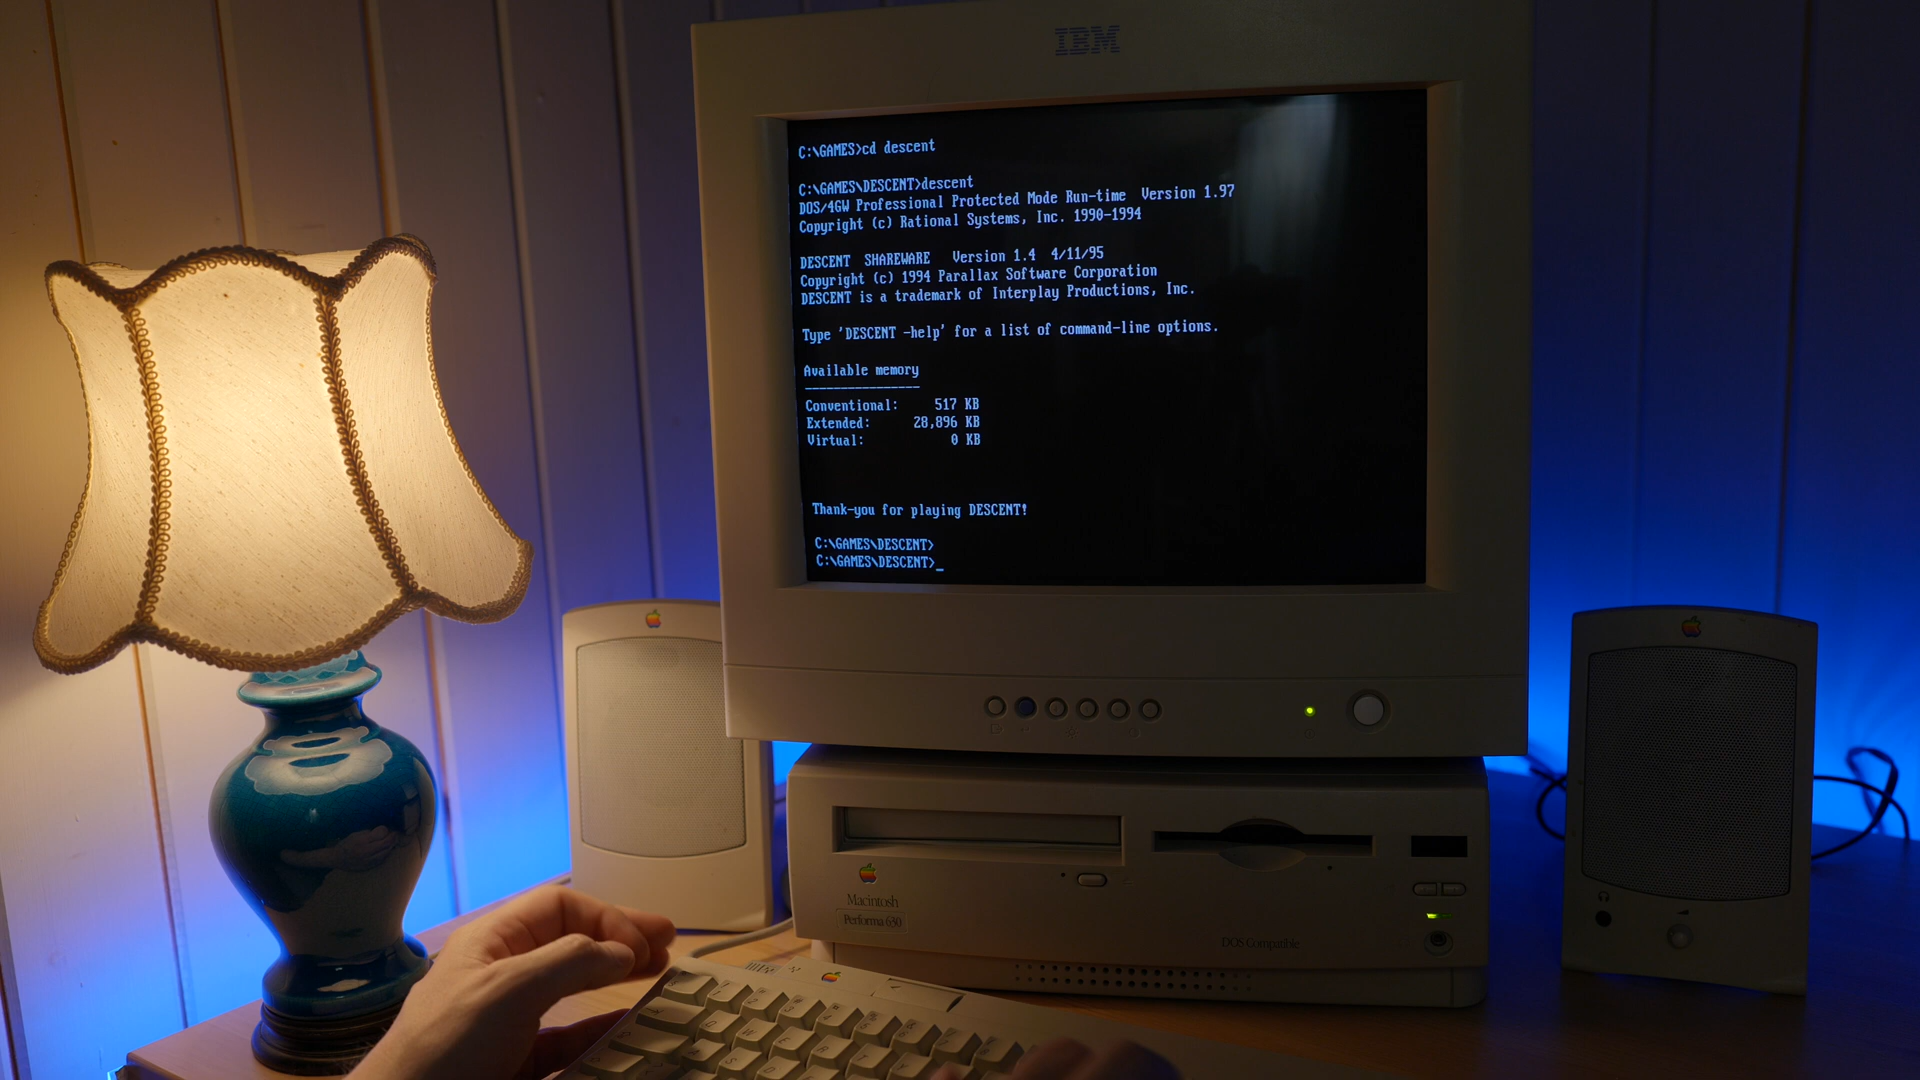 IBM
C:\GAMES>cd descent
C:\GAMES\DESCENT>descent
DOS/4GW Professional Protected Mode Run-time  Version 1.97
Copyright (c) Rational Systems, Inc. 1990-1994
DESCENT  SHAREWARE   Version 1.4  4/11/95
Copyright (c) 1994 Parallax Software Corporation
DESCENT is a trademark of Interplay Productions, Inc.
Type 'DESCENT -help' for a list of command-line options.
Available memory
----------------
Conventional:     517 KB
Extended:      28,896 KB
Virtual:            0 KB
Thank-you for playing DESCENT!
C:\GAMES\DESCENT>
C:\GAMES\DESCENT>_
Macintosh
Performa 630
DOS Compatible